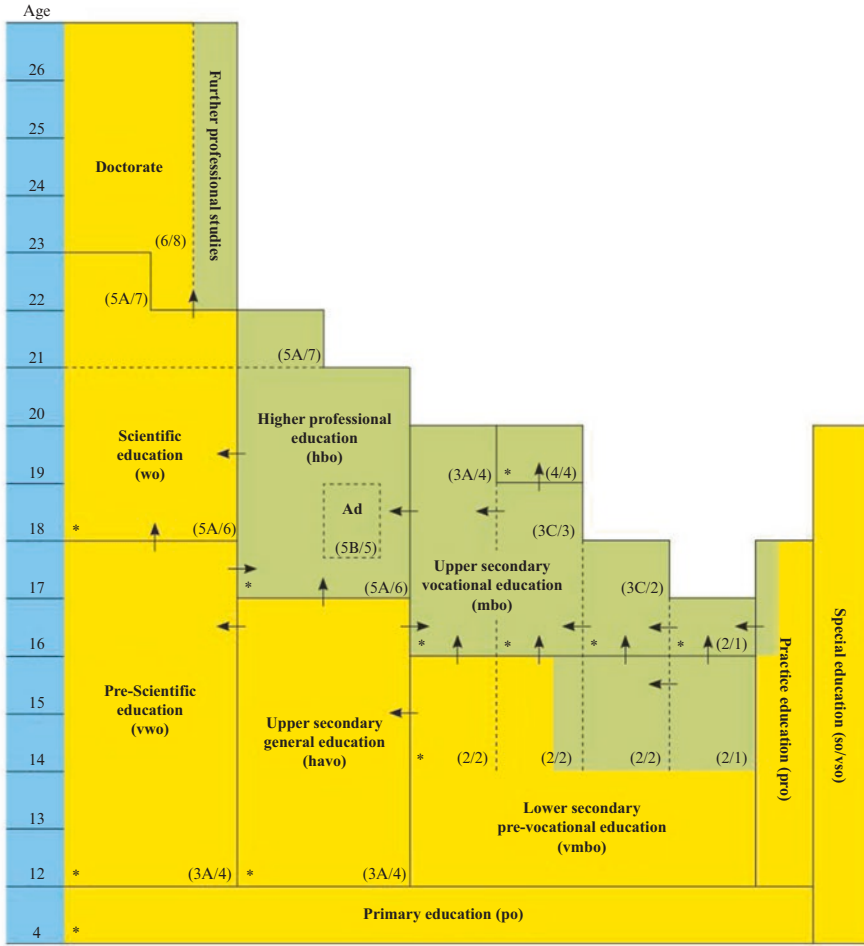 Age
26
25
24
23
22
21
20
19
18
17
16
15
14
13
12
4
Doctorate
(6/8)
Further professional studies
(5A/7)
(5A/7)
Scientific
education
(wo)
*
(5A/6)
Higher professional
education
(hbo)
Ad
(5B/5)
*
(5A/6)
(3A/4)
*
(4/4)
(3C/3)
Upper secondary
vocational education
(mbo)
(3C/2)
*
*
*
*
(2/1)
Pre-Scientific
education
(vwo)
*
(3A/4)
Upper secondary
general education
(havo)
*
(3A/4)
*
(2/2)
(2/2)
(2/2)
(2/1)
Lower secondary
pre-vocational education
(vmbo)
Practice education (pro)
Special education (so/vso)
Primary education (po)
*